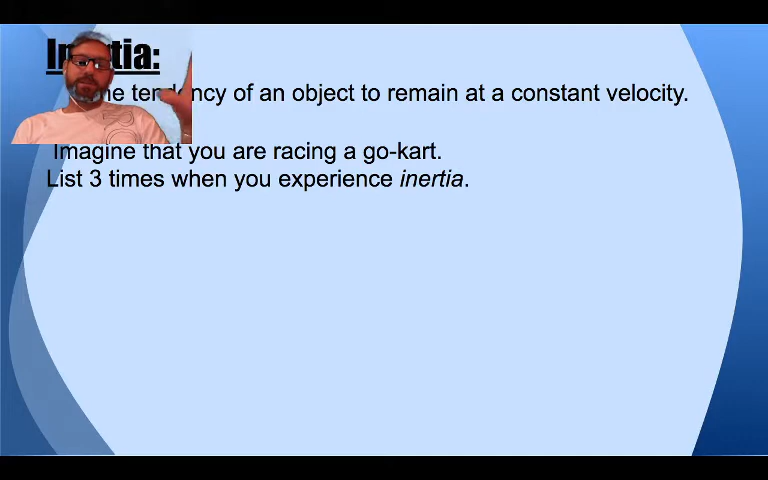 tendency of an object to remain at a constant velocity.
Imagine that you are racing a go-kart.
List 3 times when you experience inertia.